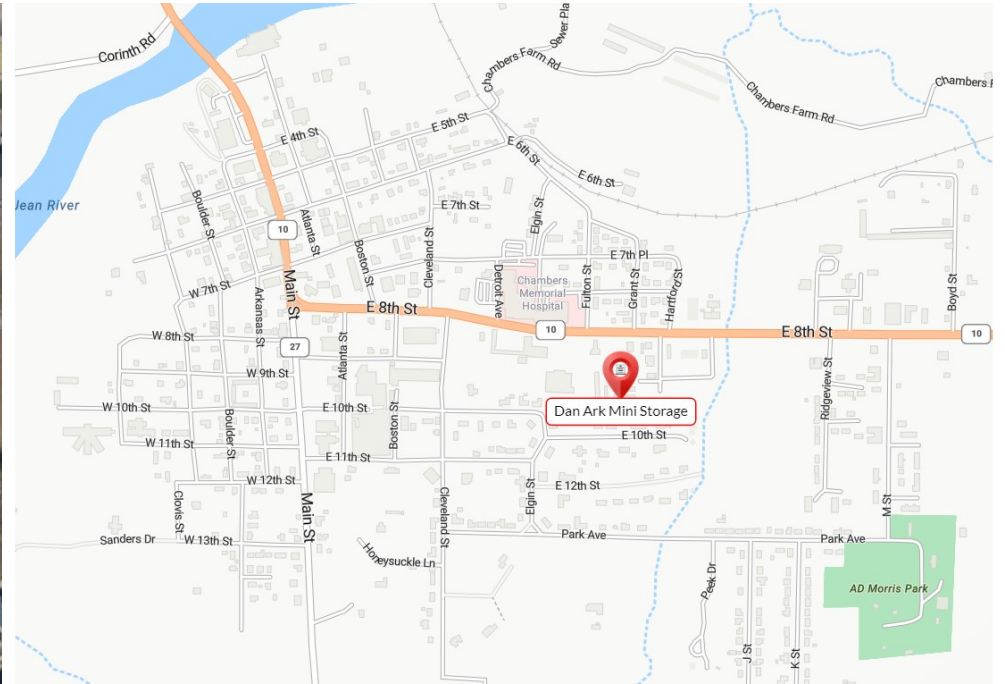 Corinth Rd
Sewer Pla
Chambers Farm Rd
Chambers Farm Rd
Chambers F
E 4th St
E 5th St
E 6th St
E 6th St
Jean River
Boulder St
Atlanta St
E 7th St
Elgin St
10
Boston St
Cleveland St
E 7th Pl
W 7th St
Arkansas St
Main St
Detroit Ave
Chambers
Memorial
Hospital
Fulton St
Grant St
Hartford St
Boyd St
E 8th St
10
E 8th St
10
W 8th St
27
Atlanta St
W 9th St
Ridgeview St
W 10th St
E 10th St
Boston St
Dan Ark Mini Storage
Boulder St
W 11th St
E 10th St
E 11th St
W 12th St
E 12th St
Clovis St
Main St
Cleveland St
Elgin St
M St
Sanders Dr
W 13th St
Park Ave
Park Ave
Honeysuckle Ln
Peek Dr
AD Morris Park
J St
K St